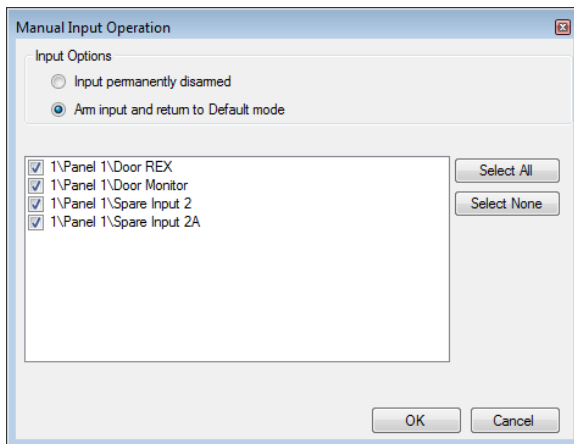 Manual Input Operation
Input Options
Input permanently disarmed
Arm input and return to Default mode
1\Panel 1\Door REX
1\Panel 1\Door Monitor
1\Panel 1\Spare Input 2
1\Panel 1\Spare Input 2A
Select All
Select None
OK
Cancel